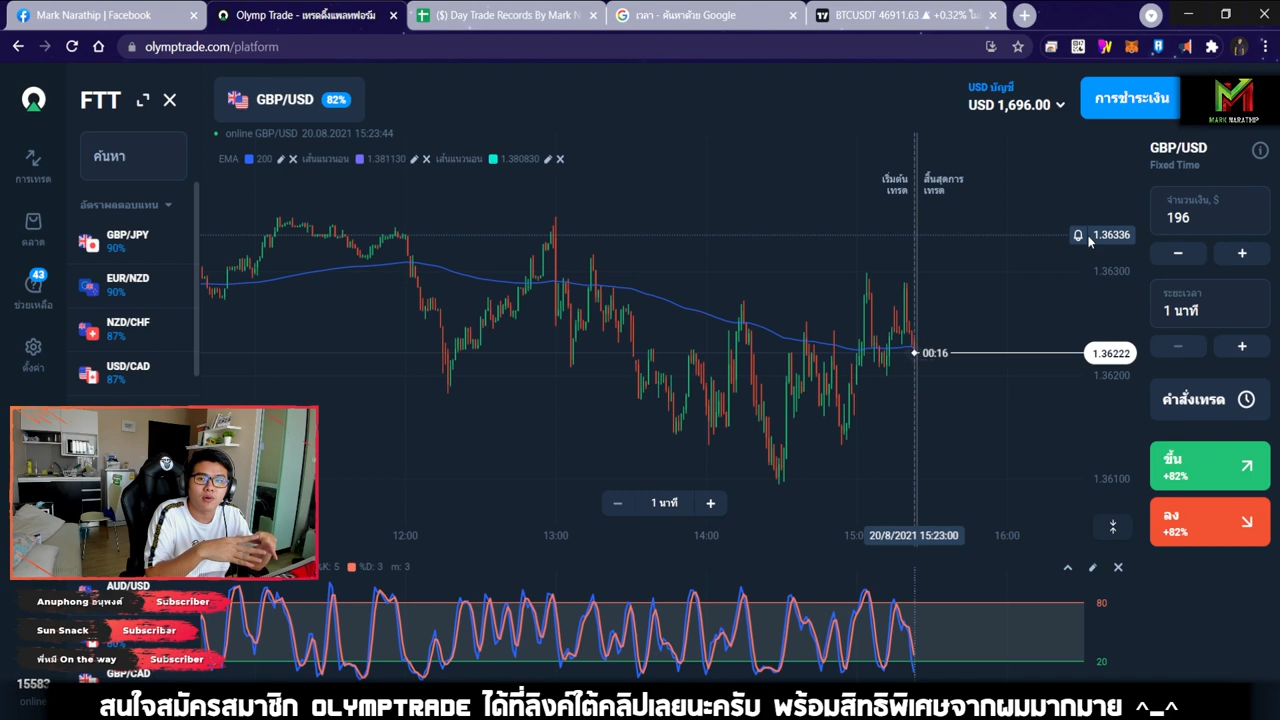 Mark Narathip | Facebook
Olymp Trade - เทรดดิ้งแพลทฟอร์ม
($) Day Trade Records By Mark N
เวลา - ค้นหาด้วย Google
BTCUSDT 46911.63 ▲ +0.32% ไม่
olymptrade.com/platform
FTT
GBP/USD 82%
USD บัญชี
USD 1,696.00
การชำระเงิน
MARK NARATHIP
online GBP/USD 20.08.2021 15:23:44
EMA 200 เส้นแนวนอน 1.381130 เส้นแนวนอน 1.380830
การเทรด
ตลาด
43
ช่วยเหลือ
ตั้งค่า
ค้นหา
อัตราผลตอบแทน
GBP/JPY
90%
EUR/NZD
90%
NZD/CHF
87%
USD/CAD
87%
เริ่มต้น
เทรด
สิ้นสุดการ
เทรด
1.36336
1.36300
00:16
1.36222
1.36200
1.36100
1 นาที
12:00
13:00
14:00
20/8/2021 15:23:00
16:00
GBP/USD
Fixed Time
จำนวนเงิน, $
196
ระยะเวลา
1 นาที
คำสั่งเทรด
ขึ้น
+82%
ลง
+82%
%K: 5 %D: 3 m: 3
80
20
AUD/USD
Anuphong อนุพงศ์ Subscriber
Sun Snack Subscriber
พี่หมี On the way Subscriber
GBP/CAD
15583
online
สนใจสมัครสมาชิก OLYMPTRADE ได้ที่ลิงค์ใต้คลิปเลยนะครับ พร้อมสิทธิพิเศษจากผมมากมาย ^_^